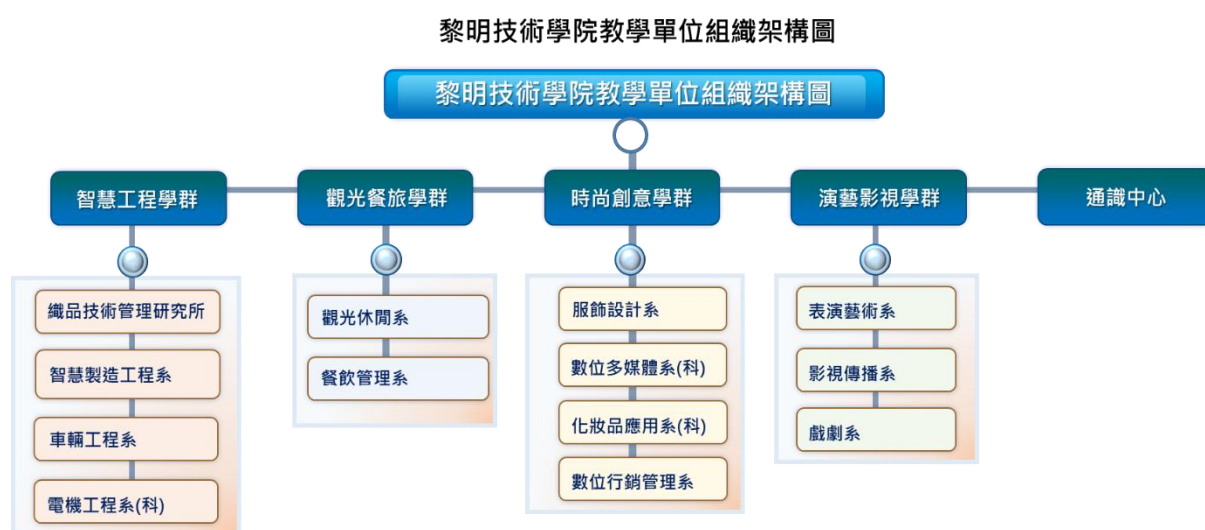 黎明技術學院教學單位組織架構圖
黎明技術學院教學單位組織架構圖
智慧工程學群
觀光餐旅學群
時尚創意學群
演藝影視學群
通識中心
織品技術管理研究所
智慧製造工程系
車輛工程系
電機工程系(科)
觀光休閒系
餐飲管理系
服飾設計系
數位多媒體系(科)
化妝品應用系(科)
數位行銷管理系
表演藝術系
影視傳播系
戲劇系